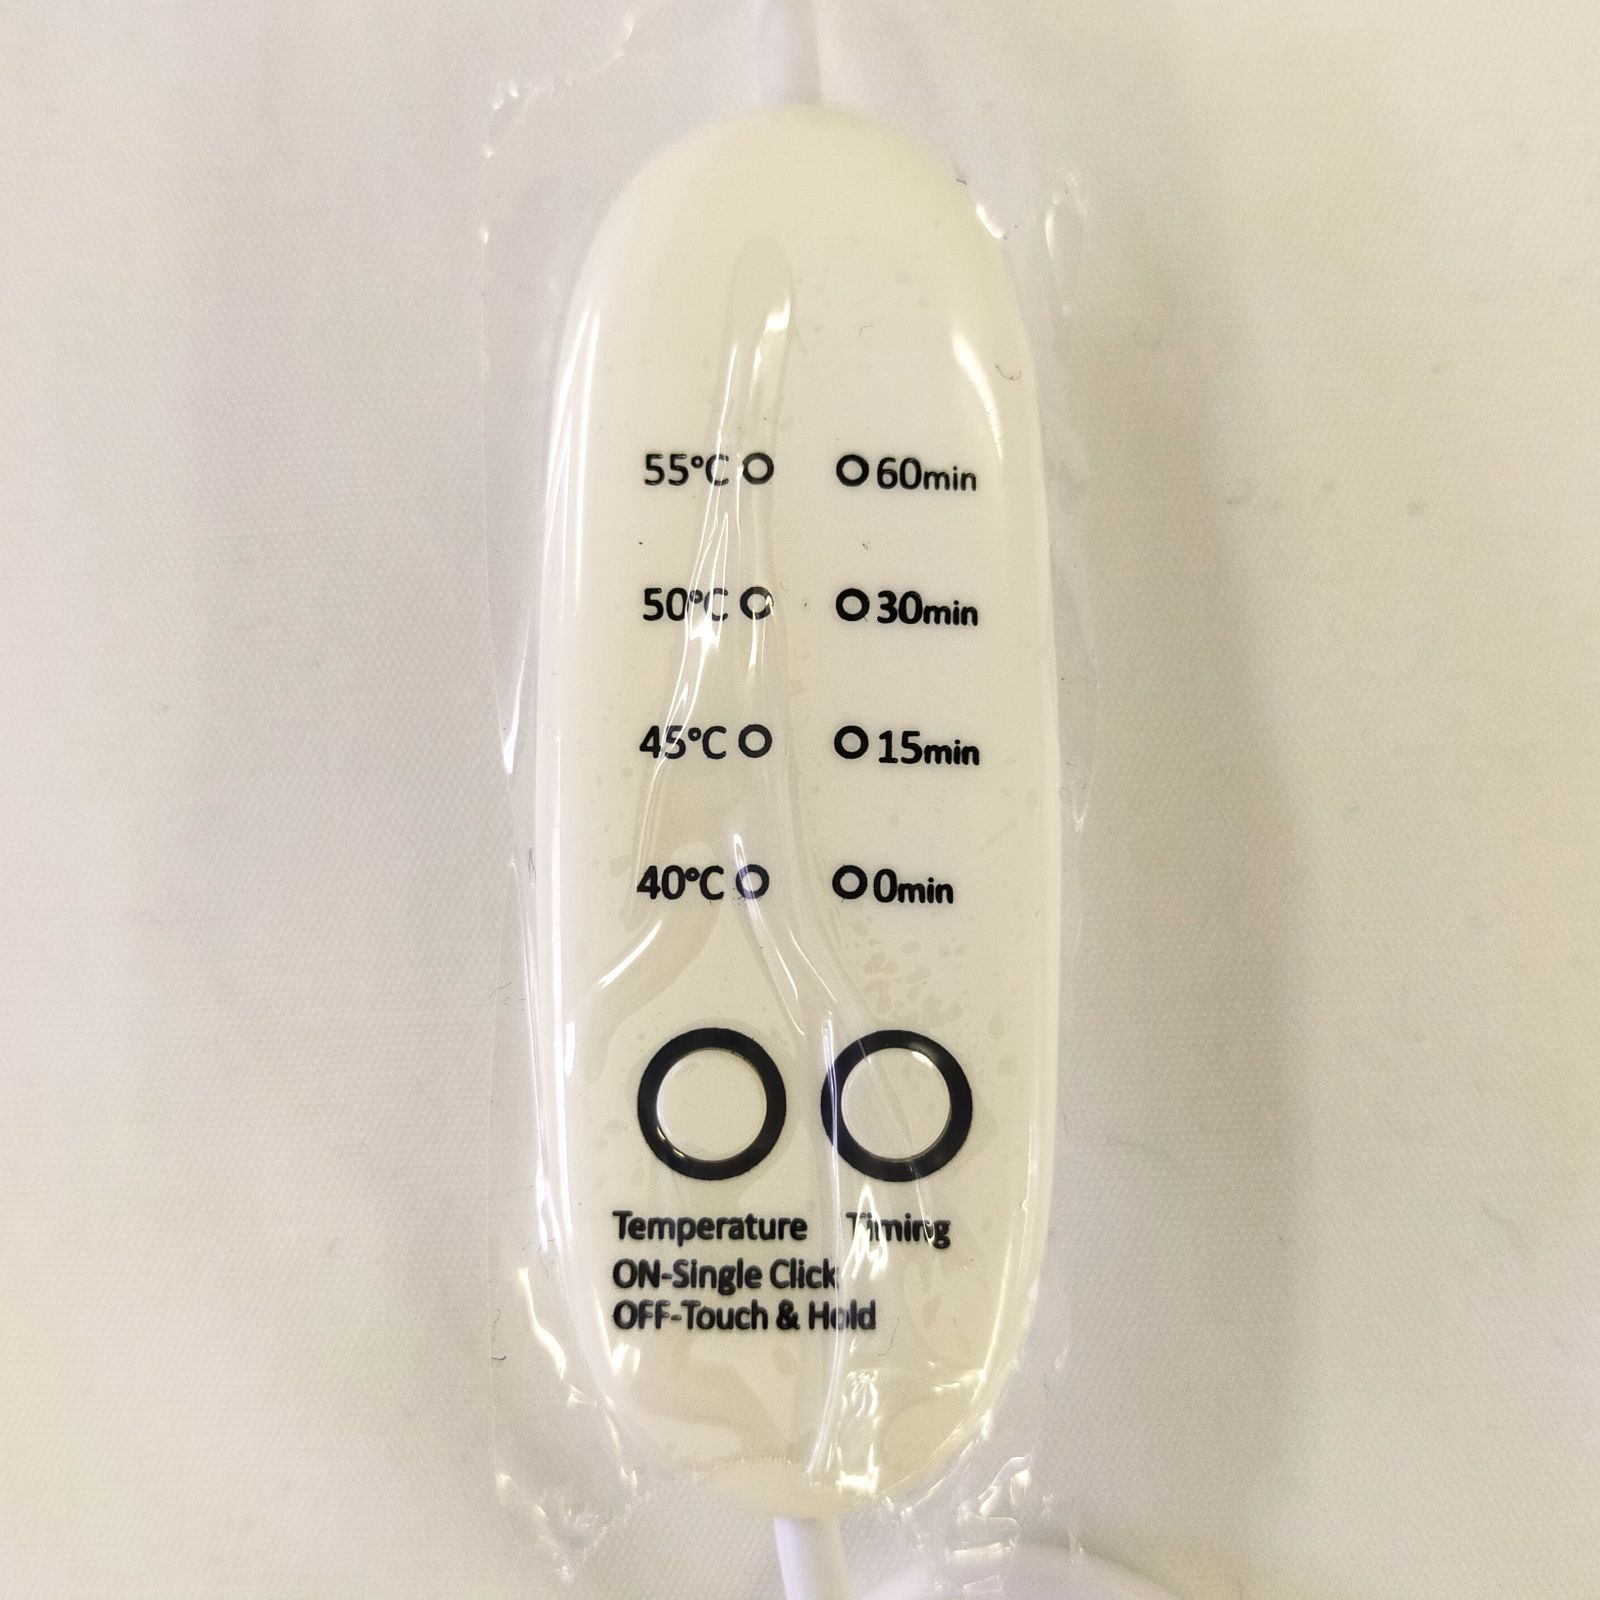 55°C 60min
50°C 30min
45°C 15min
40°C 0min
Temperature Timing
ON-Single Click
OFF-Touch & Hold